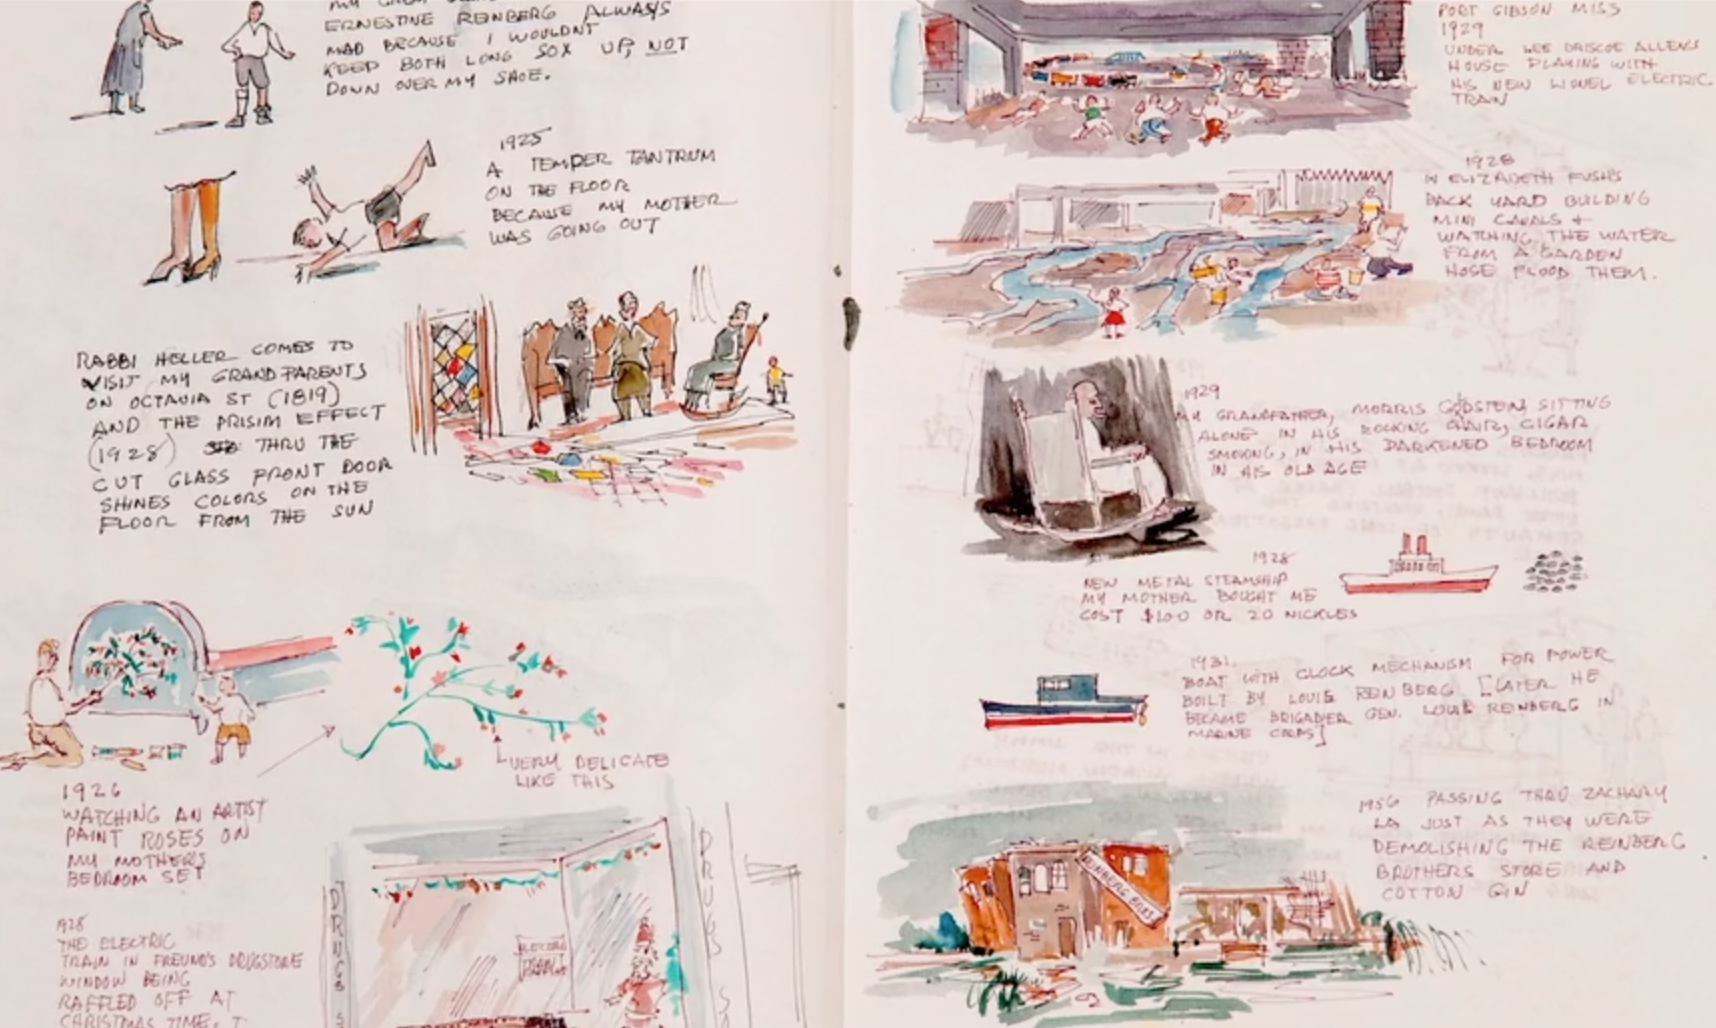 ERNESTINE REINBERG ALWAYS
MAD BECAUSE I WOULDNT
KEEP BOTH LONG SOX UP, NOT
DOWN OVER MY SHOE.
1925
A TEMPER TANTRUM
ON THE FLOOR
BECAUSE MY MOTHER
WAS GOING OUT
RABBI HELLER COMES TO
VISIT MY GRANDPARENTS
ON OCTAVIA ST (1819)
AND THE PRISIM EFFECT
(1928) THRU THE
CUT GLASS FRONT DOOR
SHINES COLORS ON THE
FLOOR FROM THE SUN
VERY DELICATE
LIKE THIS
1926
WATCHING AN ARTIST
PAINT ROSES ON
MY MOTHER'S
BEDROOM SET
1928
THE ELECTRIC
TRAIN IN FREUND'S DRUGSTORE
WINDOW BEING
RAFFLED OFF AT
CHRISTMAS TIME. I
DRUGS
ELECTRIC
TRAIN
DRUGS
PORT GIBSON MISS
1929
UNDER LEE DRISCOE ALLENS
HOUSE PLAYING WITH
HIS NEW LIONEL ELECTRIC
TRAIN
1928
IN ELIZABETH FUSH'S
BACK YARD BUILDING
MINI CANALS +
WATCHING THE WATER
FROM A GARDEN
HOSE FLOOD THEM.
1929
MY GRANDFATHER, MORRIS GODSTEIN, SITTING
ALONE IN HIS ROCKING CHAIR, CIGAR
SMOKING, IN HIS DARKENED BEDROOM
IN HIS OLD AGE
1928
NEW METAL STEAMSHIP
MY MOTHER BOUGHT ME
COST $1.00 OR 20 NICKLES
1931.
BOAT WITH CLOCK MECHANISM FOR POWER
BUILT BY LOUIS REINBERG [LATER HE
BECAME BRIGADIER GEN. LOUIS REINBERG IN
MARINE CORPS]
1956 PASSING THRU ZACHARY
LA JUST AS THEY WERE
DEMOLISHING THE REINBERG
BROTHERS STORE AND
COTTON GIN
REINBERG BROS.